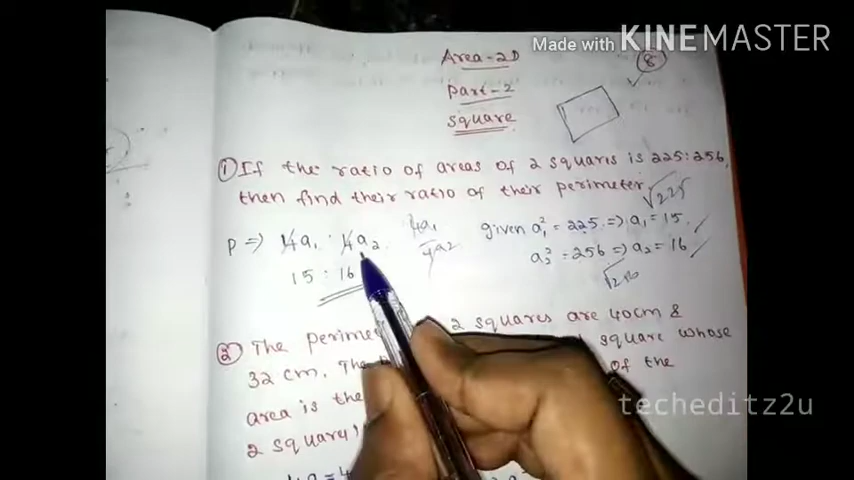 Made with KINEMASTER
Area-2D
8
Part-2
square
① If the ratio of areas of 2 squares is 225:256,
then find their ratio of their perimeter.
√225
P => 4a₁ : 4a₂
4a₁
4a₂
given a₁² = 225 => a₁ = 15
15 : 16
a₂² = 256 => a₂ = 16
② The 2 squares are 40cm &
32 cm. The square whose
area is the of the
2 square
techeditz2u